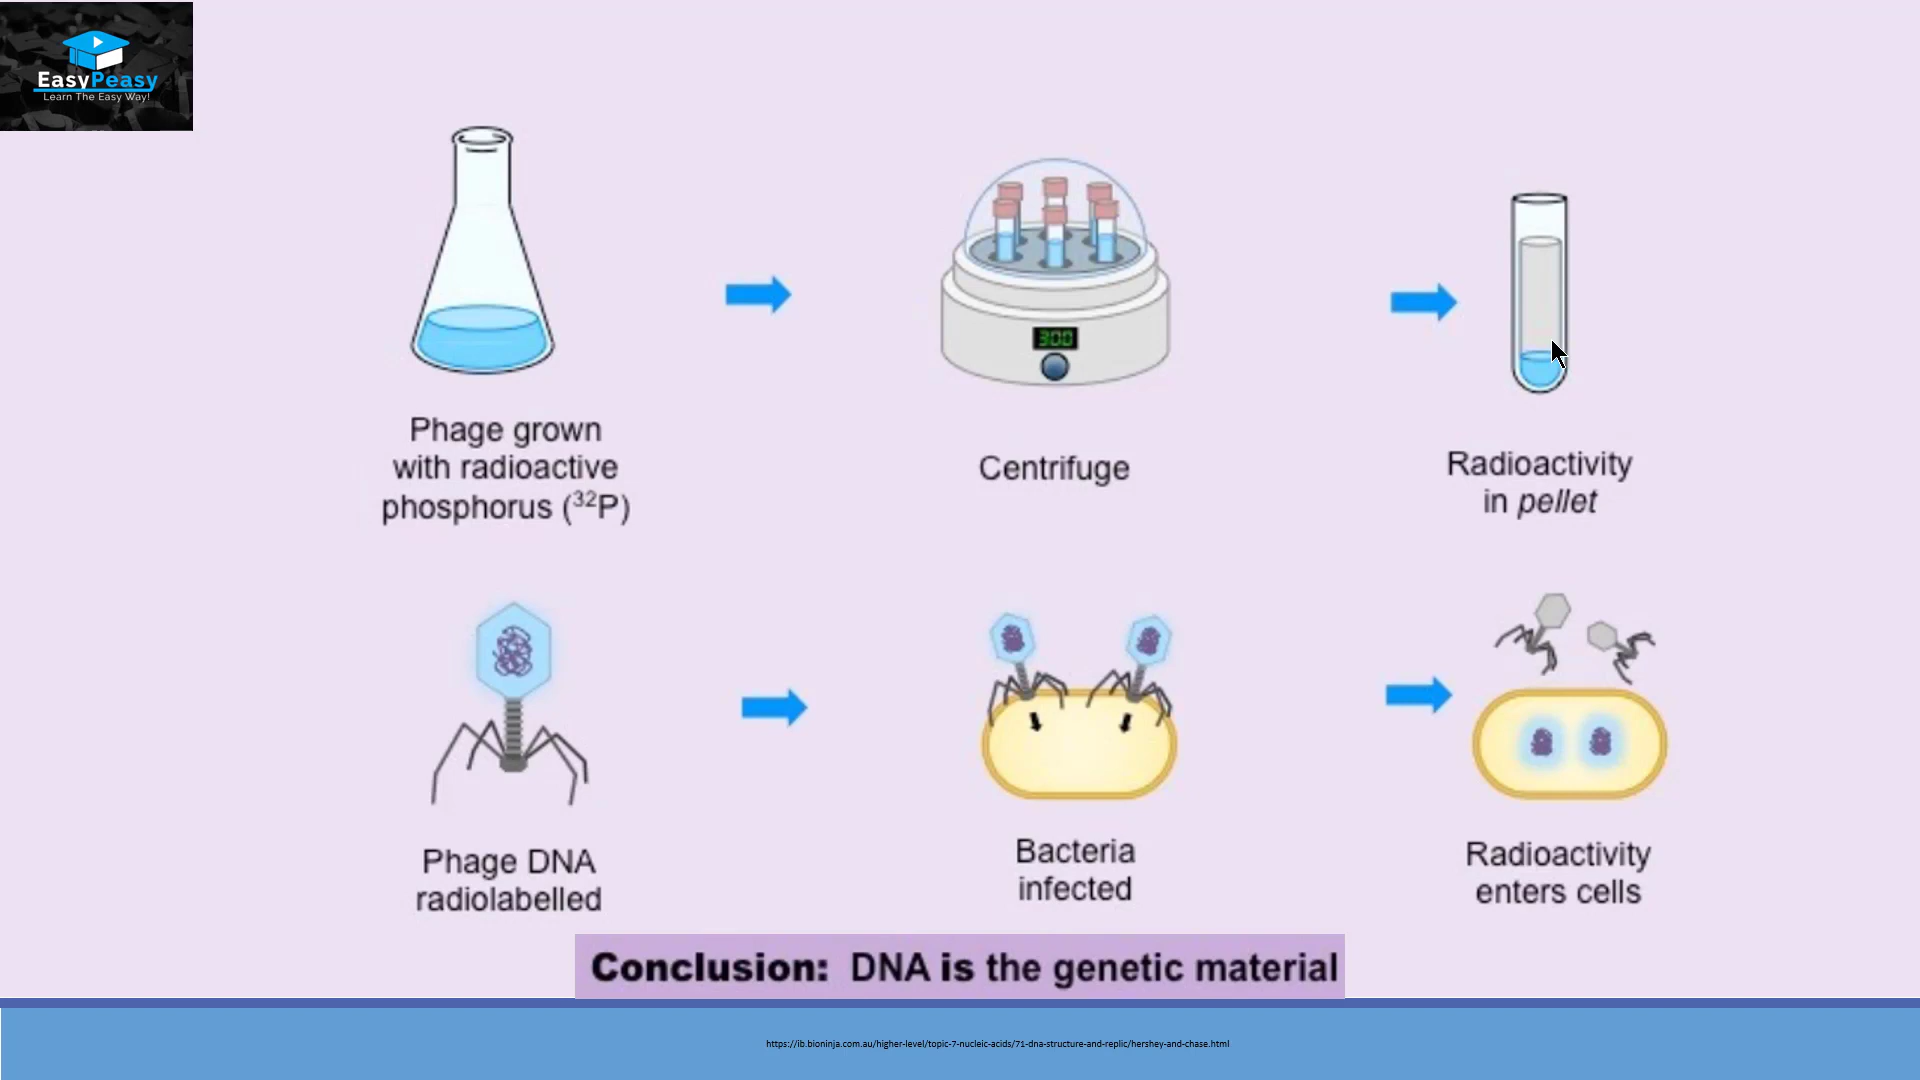 EasyPeasy
Learn The Easy Way!
300
Phage grown
with radioactive
phosphorus (³²P)
Centrifuge
Radioactivity
in pellet
Phage DNA
radiolabelled
Bacteria
infected
Radioactivity
enters cells
Conclusion: DNA is the genetic material
https://ib.bioninja.com.au/higher-level/topic-7-nucleic-acids/71-dna-structure-and-replic/hershey-and-chase.html